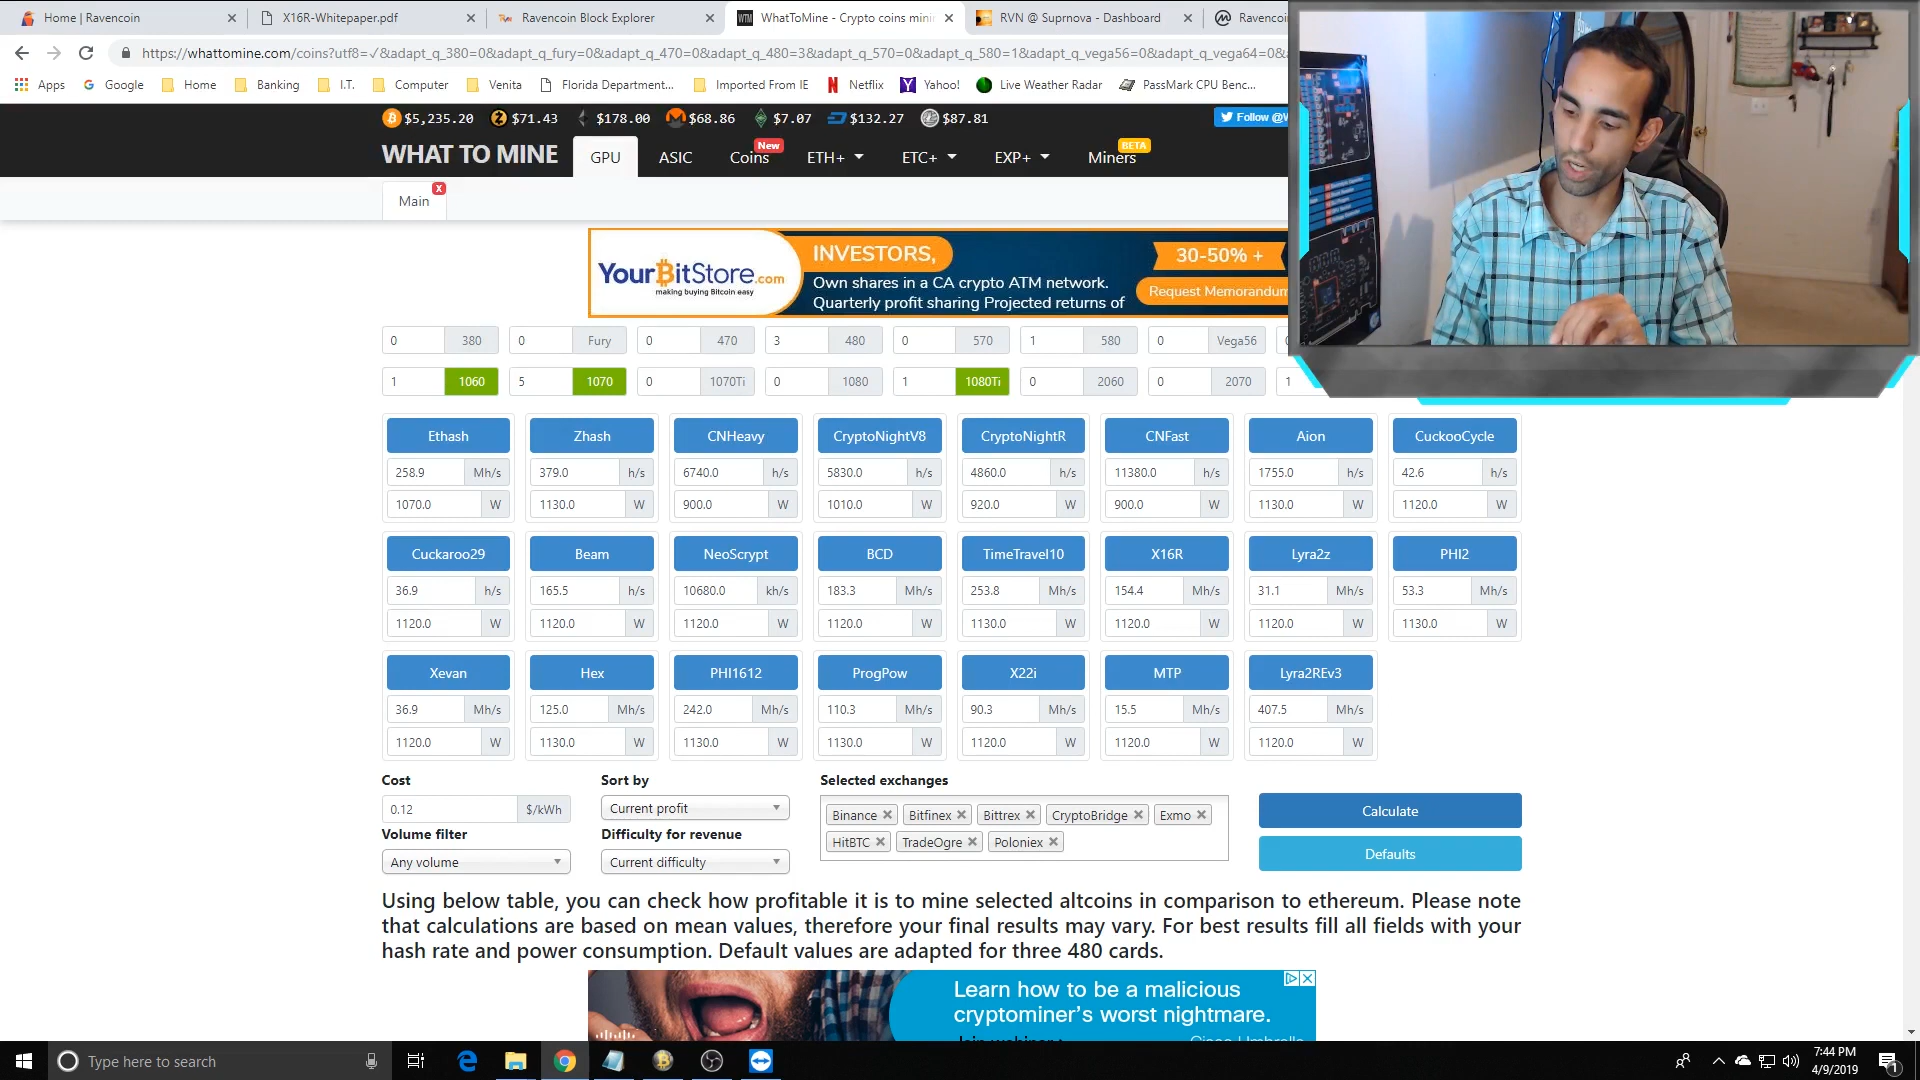 Home | Ravencoin
X16R-Whitepaper.pdf
Ravencoin Block Explorer
WhatToMine - Crypto coins mini
RVN @ Suprnova - Dashboard
Ravencoi
https://whattomine.com/coins?utf8=✓&adapt_q_380=0&adapt_q_fury=0&adapt_q_470=0&adapt_q_480=3&adapt_q_570=0&adapt_q_580=1&adapt_q_vega56=0&adapt_q_vega64=0&
Apps Google Home Banking I.T. Computer Venita Florida Department... Imported From IE Netflix Yahoo! Live Weather Radar PassMark CPU Benc...
$5,235.20 $71.43 $178.00 $68.86 $7.07 $132.27 $87.81
Follow @W
WHAT TO MINE GPU ASIC Coins New ETH+ ETC+ EXP+ Miners BETA
Main x
YourBitStore.com
making buying Bitcoin easy
INVESTORS,
Own shares in a CA crypto ATM network.
Quarterly profit sharing Projected returns of
30-50% +
Request Memorandum
0 380 0 Fury 0 470 3 480 0 570 1 580 0 Vega56
1 1060 5 1070 0 1070Ti 0 1080 1 1080Ti 0 2060 0 2070 1
Ethash Zhash CNHeavy CryptoNightV8 CryptoNightR CNFast Aion CuckooCycle
258.9 Mh/s 379.0 h/s 6740.0 h/s 5830.0 h/s 4860.0 h/s 11380.0 h/s 1755.0 h/s 42.6 h/s
1070.0 W 1130.0 W 900.0 W 1010.0 W 920.0 W 900.0 W 1130.0 W 1120.0 W
Cuckaroo29 Beam NeoScrypt BCD TimeTravel10 X16R Lyra2z PHI2
36.9 h/s 165.5 h/s 10680.0 kh/s 183.3 Mh/s 253.8 Mh/s 154.4 Mh/s 31.1 Mh/s 53.3 Mh/s
1120.0 W 1120.0 W 1120.0 W 1120.0 W 1130.0 W 1120.0 W 1120.0 W 1130.0 W
Xevan Hex PHI1612 ProgPow X22i MTP Lyra2REv3
36.9 Mh/s 125.0 Mh/s 242.0 Mh/s 110.3 Mh/s 90.3 Mh/s 15.5 Mh/s 407.5 Mh/s
1120.0 W 1130.0 W 1130.0 W 1130.0 W 1120.0 W 1120.0 W 1120.0 W
Cost Sort by Selected exchanges
0.12 $/kWh Current profit Binance Bitfinex Bittrex CryptoBridge Exmo Calculate
Volume filter Difficulty for revenue HitBTC TradeOgre Poloniex
Any volume Current difficulty Defaults
Using below table, you can check how profitable it is to mine selected altcoins in comparison to ethereum. Please note
that calculations are based on mean values, therefore your final results may vary. For best results fill all fields with your
hash rate and power consumption. Default values are adapted for three 480 cards.
Learn how to be a malicious
cryptominer's worst nightmare.
Type here to search
7:44 PM
4/9/2019
1